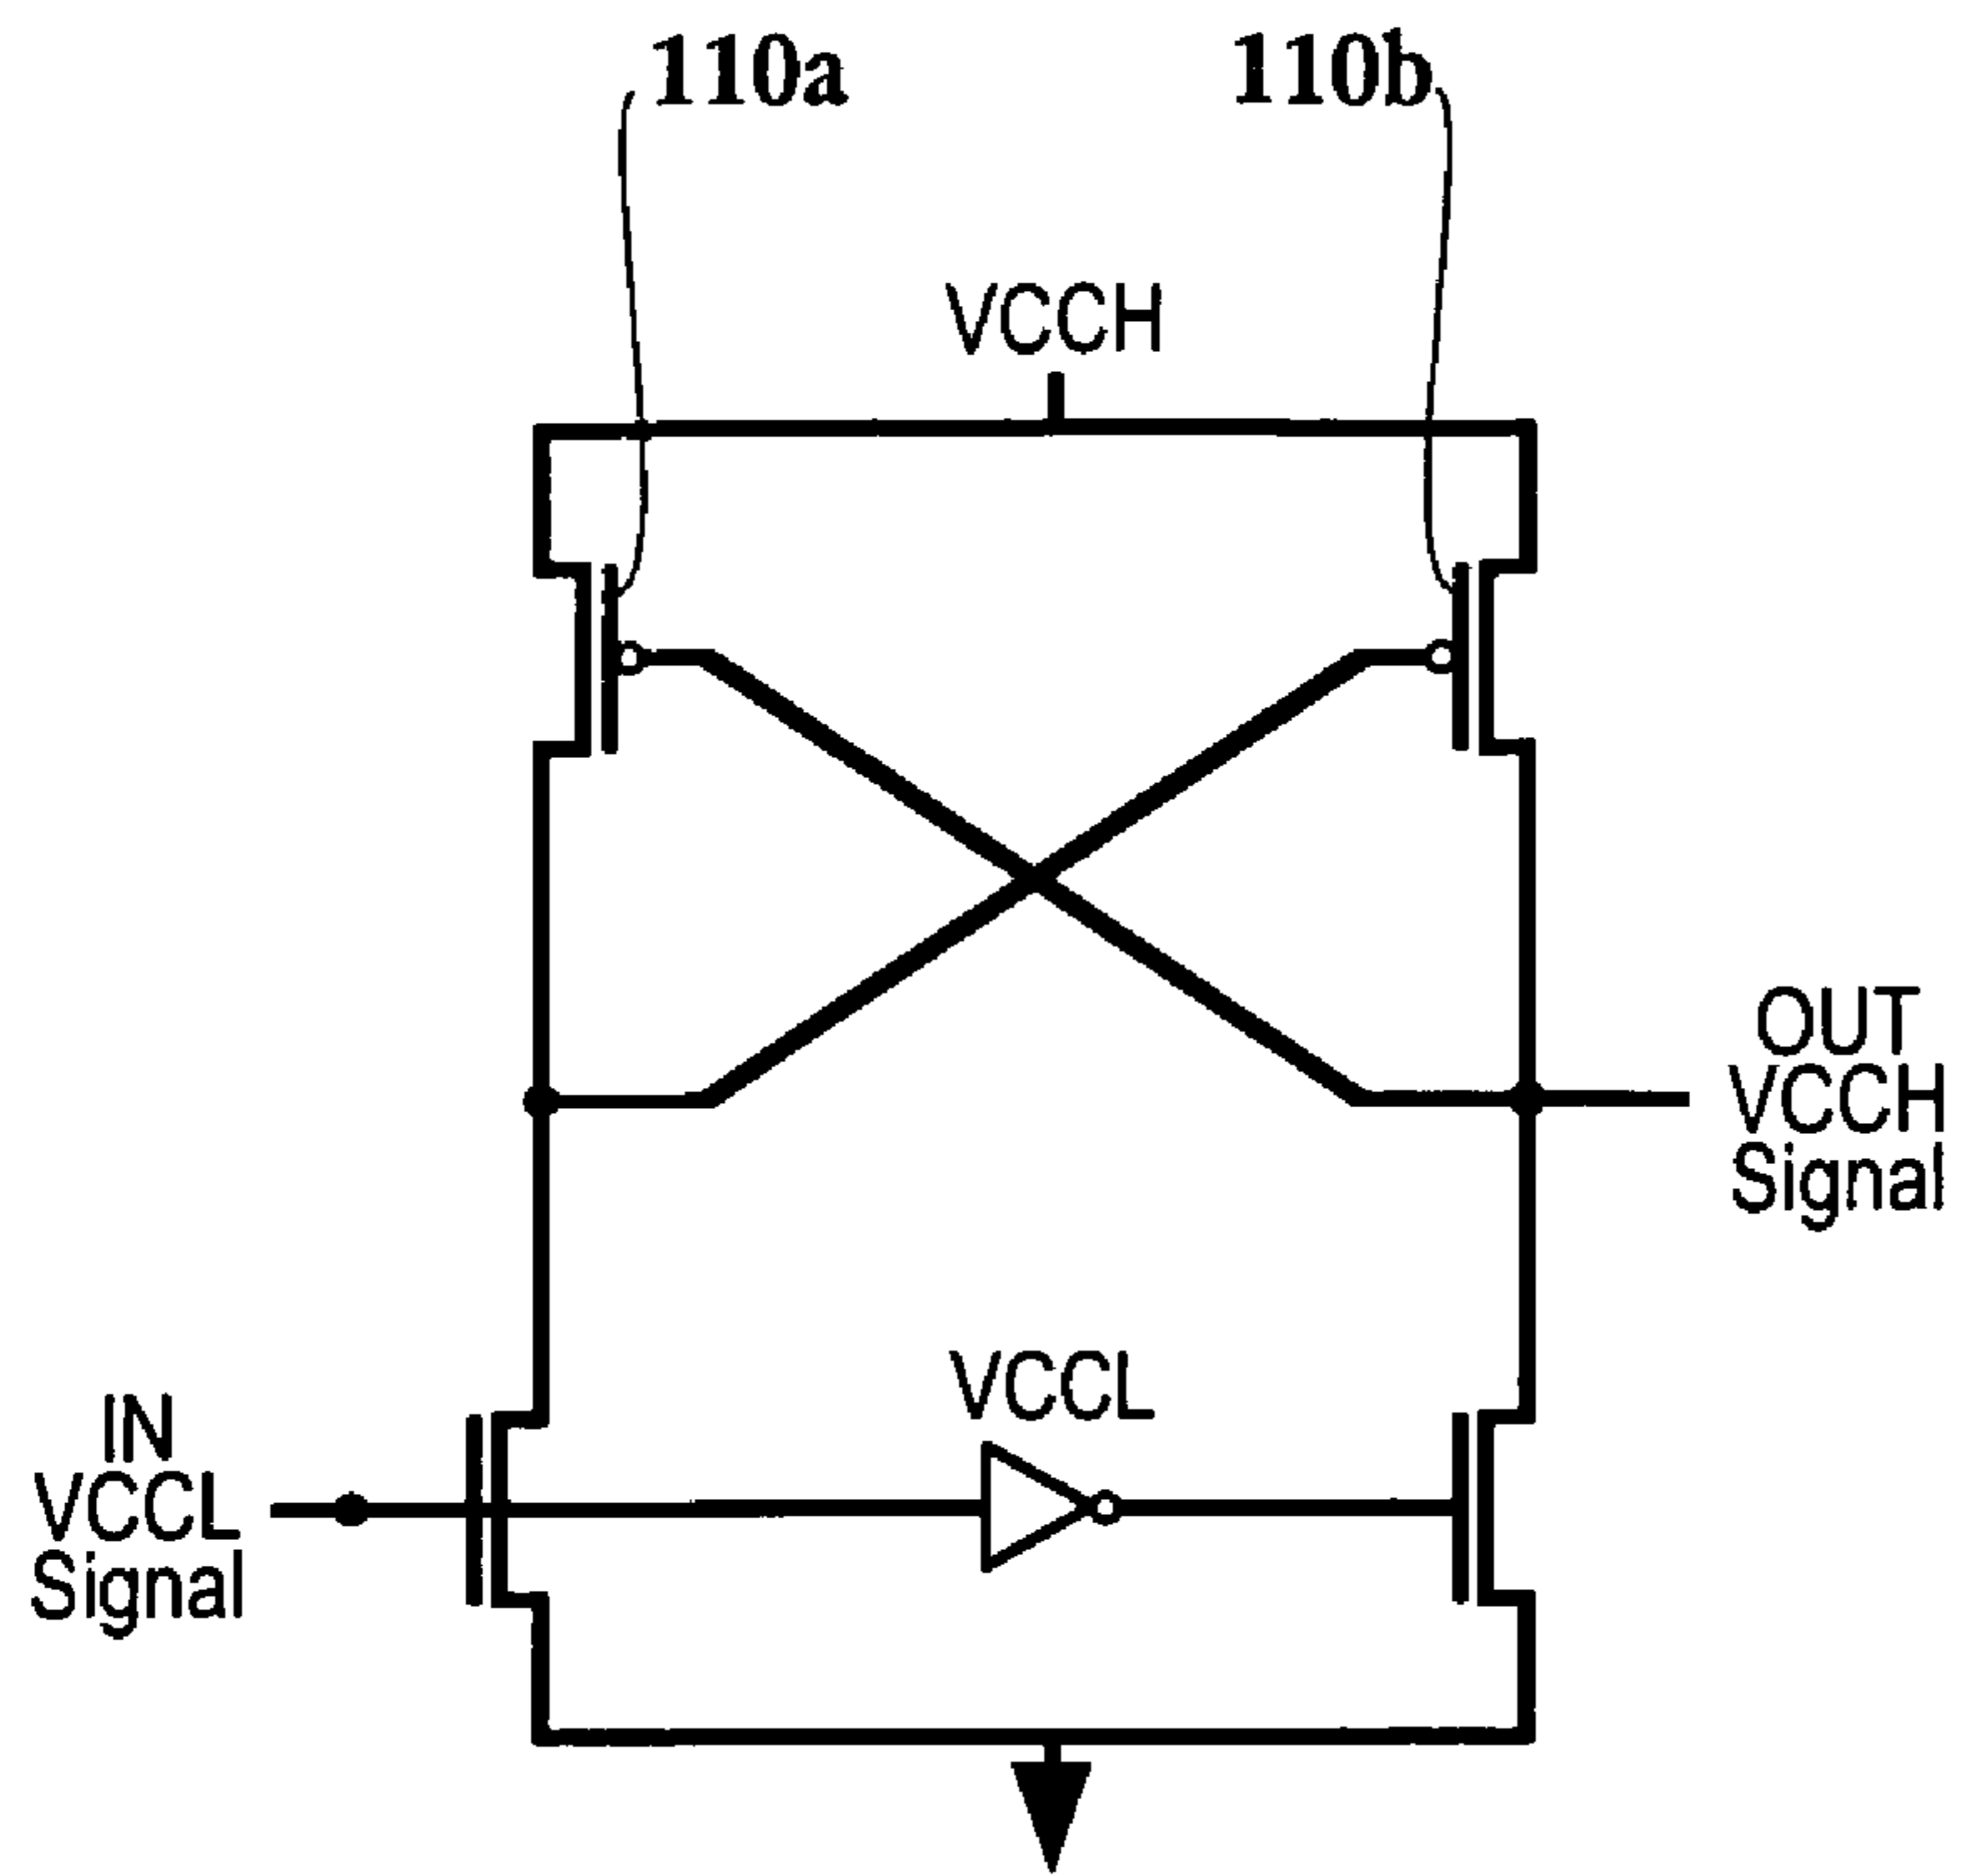 110a
110b
VCCH
OUT
VCCH
Signal
VCCL
IN
VCCL
Signal